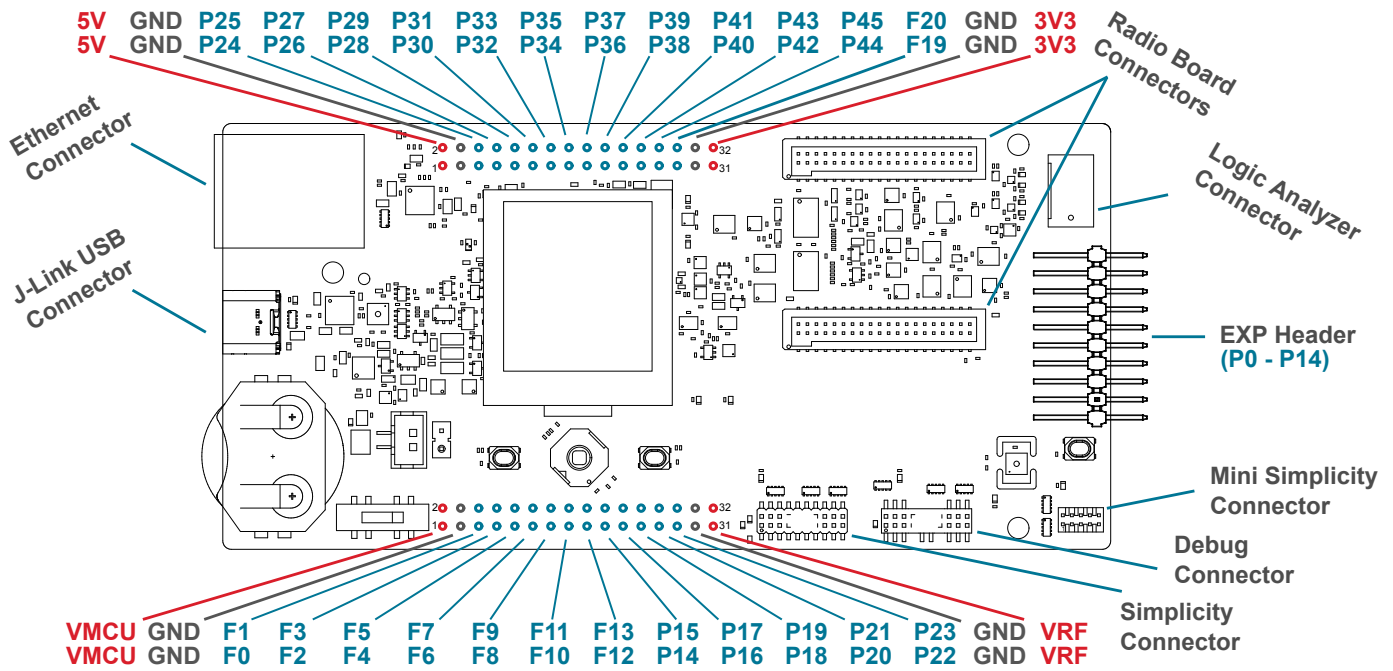 5V GND P25 P27 P29 P31 P33 P35 P37 P39 P41 P43 P45 F20 GND 3V3
5V GND P24 P26 P28 P30 P32 P34 P36 P38 P40 P42 P44 F19 GND 3V3
Radio Board
Connectors
Ethernet
Connector
2
32
1
31
Logic Analyzer
Connector
J-Link USB
Connector
EXP Header
(P0 - P14)
Mini Simplicity
Connector
2
32
1
31
Debug
Connector
Simplicity
Connector
VMCU GND F1 F3 F5 F7 F9 F11 F13 P15 P17 P19 P21 P23 GND VRF
VMCU GND F0 F2 F4 F6 F8 F10 F12 P14 P16 P18 P20 P22 GND VRF